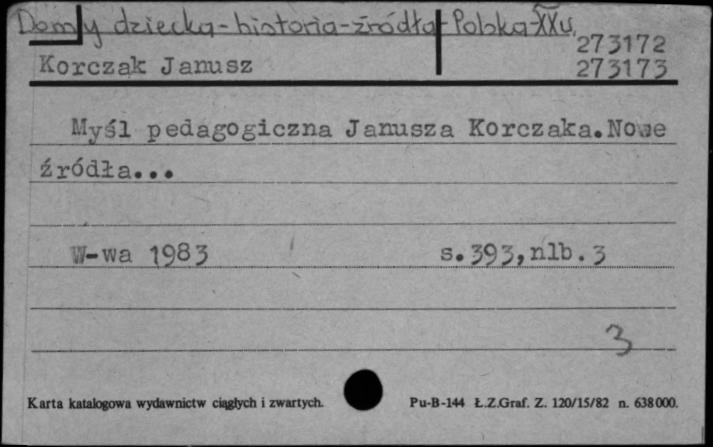 Domy dziecka-historia-źródła-Polska XXw.
273172
Korczak Janusz 273173
Myśl pedagogiczna Janusza Korczaka.Nowe
źródła...
W-wa 1983 s.393,nlb.3
3
Karta katalogowa wydawnictw ciągłych i zwartych. Pu-B-144 Ł.Z.Graf. Z. 120/15/82 n. 638000.